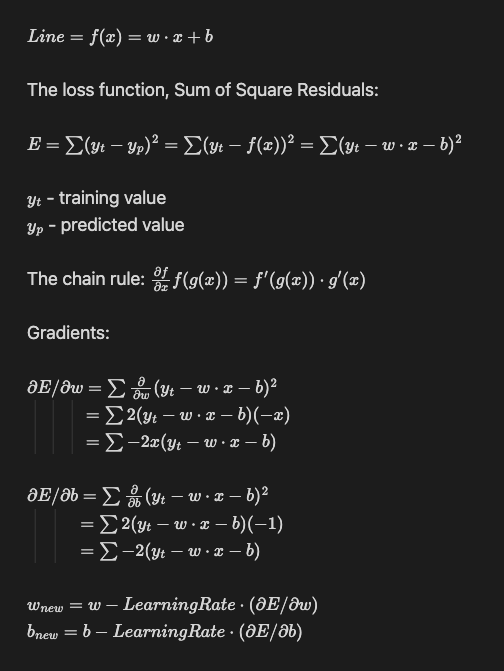 Line = f(x) = w · x + b
The loss function, Sum of Square Residuals:
E = ∑(yₜ − yₚ)² = ∑(yₜ − f(x))² = ∑(yₜ − w · x − b)²
yₜ - training value
yₚ - predicted value
The chain rule: ∂f/∂x f(g(x)) = f′(g(x)) · g′(x)
Gradients:
∂E/∂w = ∑ ∂/∂w (yₜ − w · x − b)²
= ∑ 2(yₜ − w · x − b)(−x)
= ∑ −2x(yₜ − w · x − b)
∂E/∂b = ∑ ∂/∂b (yₜ − w · x − b)²
= ∑ 2(yₜ − w · x − b)(−1)
= ∑ −2(yₜ − w · x − b)
w_new = w − LearningRate · (∂E/∂w)
b_new = b − LearningRate · (∂E/∂b)